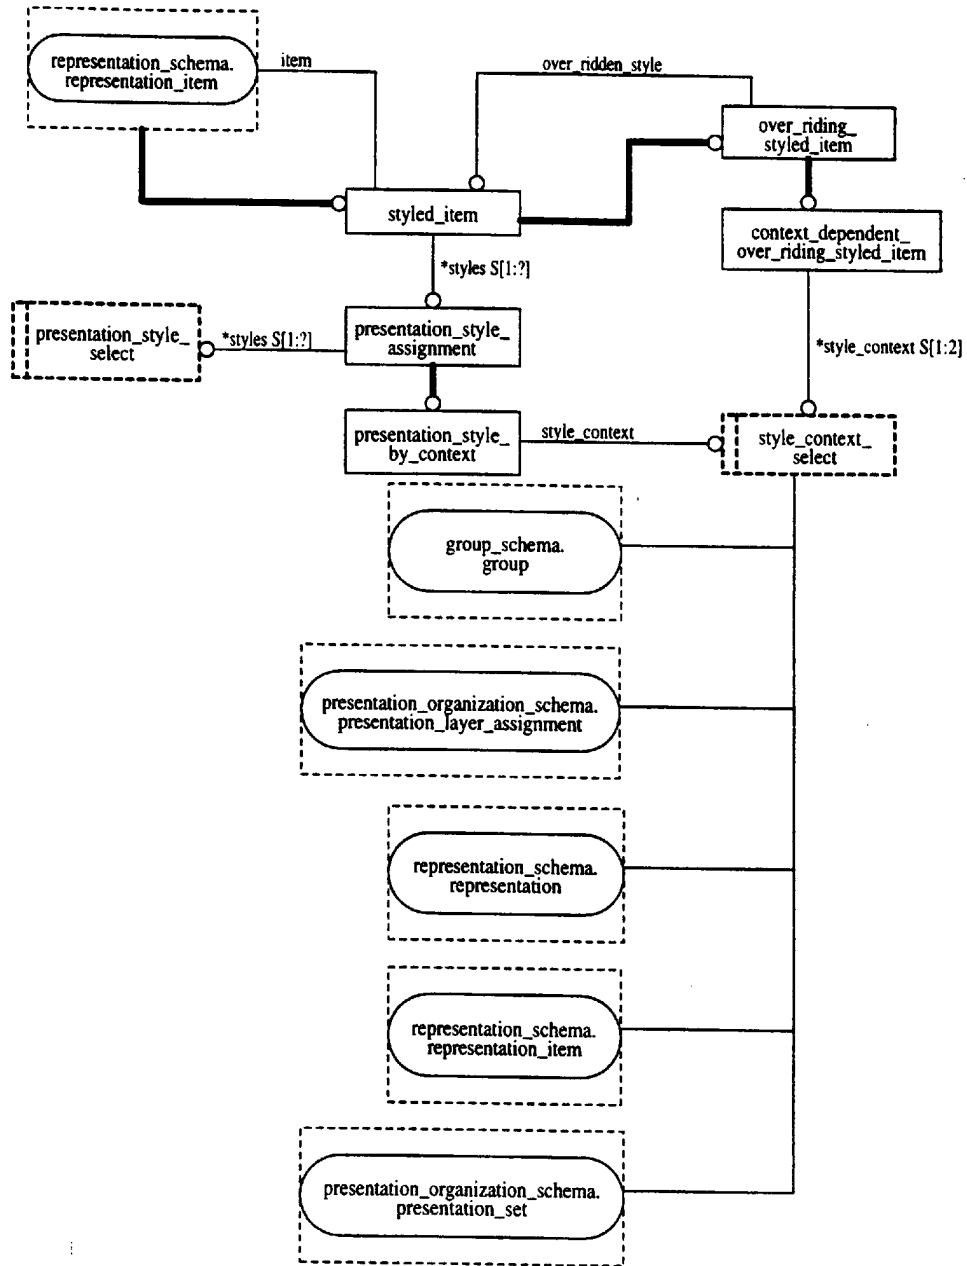 representation_schema.
representation_item
item
over_ridden_style
over_riding_
styled_item
styled_item
context_dependent_
over_riding_styled_item
*styles S[1:?]
presentation_style_
select
*styles S[1:?]
presentation_style_
assignment
*style_context S[1:2]
presentation_style_
by_context
style_context
style_context_
select
group_schema.
group
presentation_organization_schema.
presentation_layer_assignment
representation_schema.
representation
representation_schema.
representation_item
presentation_organization_schema.
presentation_set